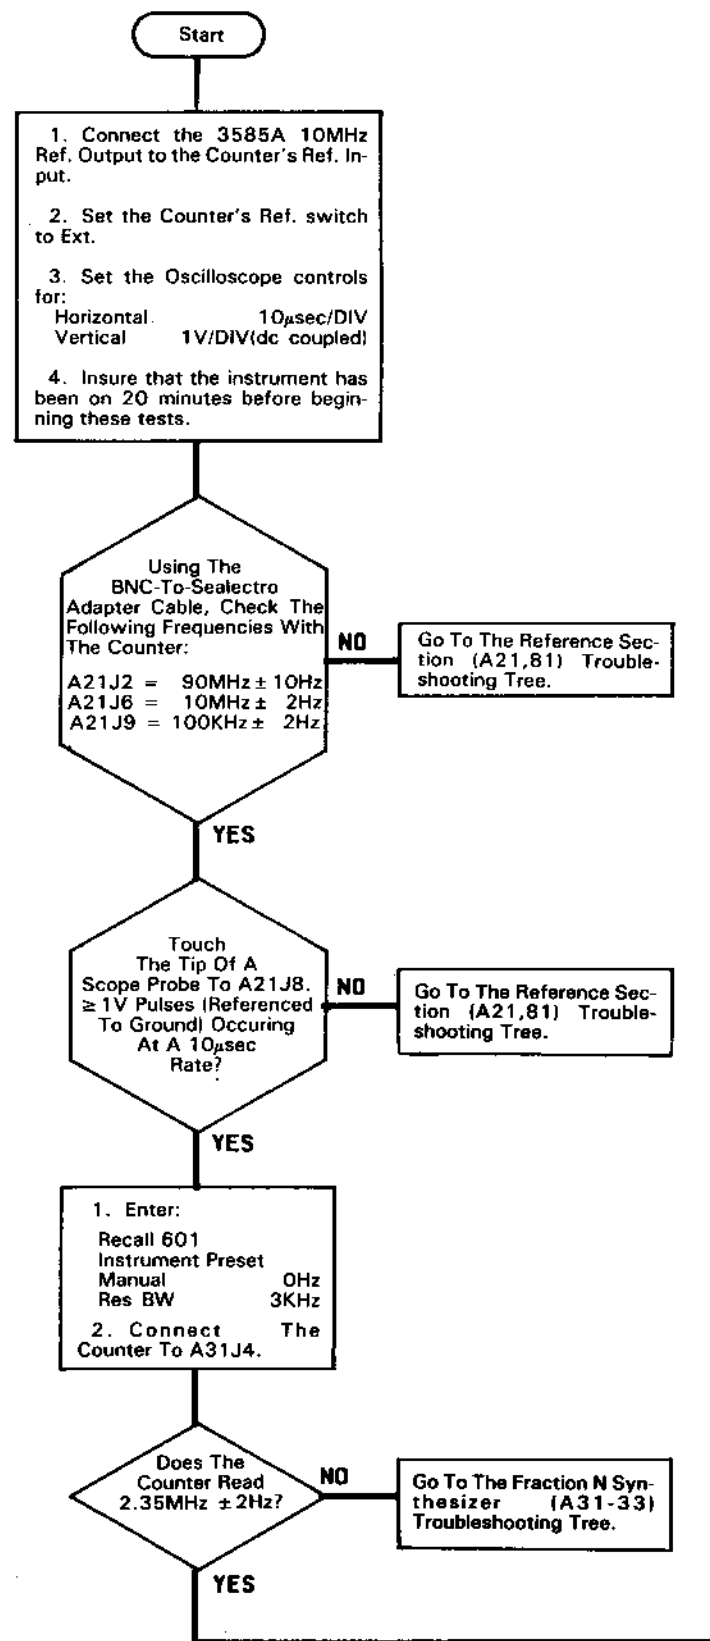 Start
1. Connect the 3585A 10MHz
Ref. Output to the Counter's Ref. In-
put.
2. Set the Counter's Ref. switch
to Ext.
3. Set the Oscilloscope controls
for:
Horizontal 10µsec/DIV
Vertical 1V/DIV(dc coupled)
4. Insure that the instrument has
been on 20 minutes before begin-
ning these tests.
Using The
BNC-To-Sealectro
Adapter Cable, Check The
Following Frequencies With
The Counter:
A21J2 = 90MHz ± 10Hz
A21J6 = 10MHz ± 2Hz
A21J9 = 100KHz ± 2Hz
NO
Go To The Reference Sec-
tion (A21,81) Trouble-
shooting Tree.
YES
Touch
The Tip Of A
Scope Probe To A21J8.
≥ 1V Pulses (Referenced
To Ground) Occuring
At A 10µsec
Rate?
NO
Go To The Reference Sec-
tion (A21,81) Trouble-
shooting Tree.
YES
1. Enter:
Recall 601
Instrument Preset
Manual 0Hz
Res BW 3KHz
2. Connect The
Counter To A31J4.
Does The
Counter Read
2.35MHz ± 2Hz?
NO
Go To The Fraction N Syn-
thesizer (A31-33)
Troubleshooting Tree.
YES